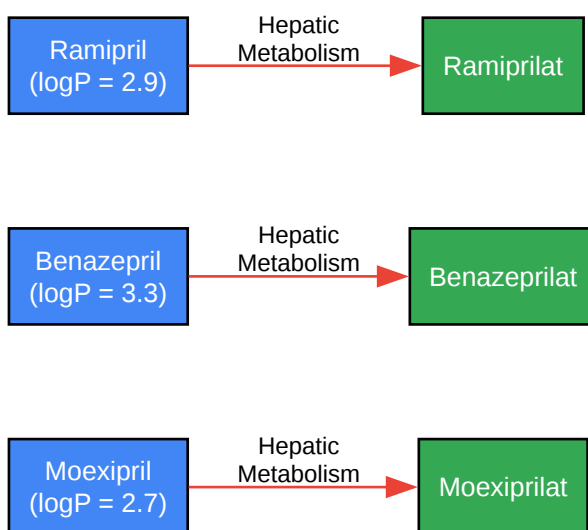 Ramipril
(logP = 2.9)
Hepatic
Metabolism
Ramiprilat
Benazepril
(logP = 3.3)
Hepatic
Metabolism
Benazeprilat
Moexipril
(logP = 2.7)
Hepatic
Metabolism
Moexiprilat